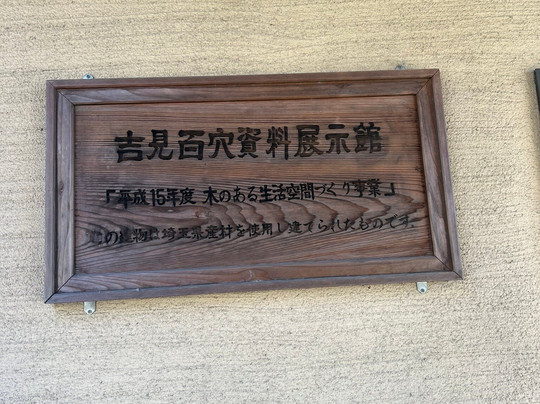 吉見百穴資料展示館
「平成15年度 木のある生活空間づくり事業」
この建物は埼玉県産材を使用し建てられたものです。